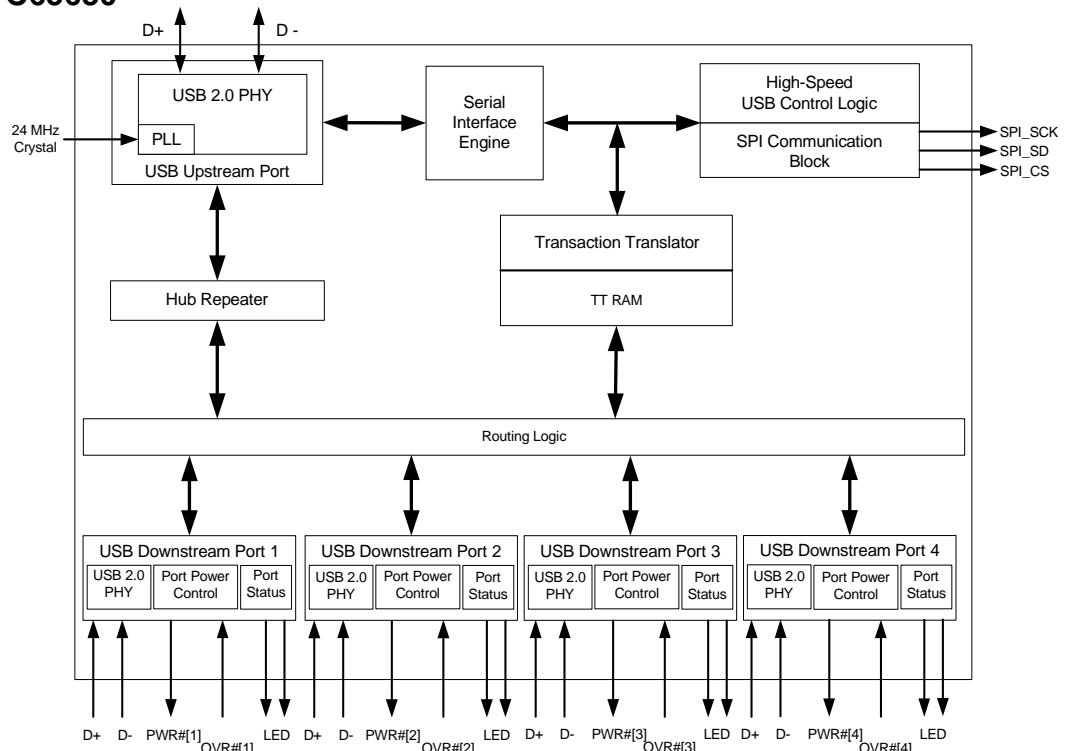 D+ D -
USB 2.0 PHY
PLL
USB Upstream Port
24 MHz
Crystal
Serial
Interface
Engine
High-Speed
USB Control Logic
SPI Communication
Block
SPI_SCK
SPI_SD
SPI_CS
Transaction Translator
TT RAM
Hub Repeater
Routing Logic
USB Downstream Port 1
USB 2.0
PHY
Port Power
Control
Port
Status
USB Downstream Port 2
USB 2.0
PHY
Port Power
Control
Port
Status
USB Downstream Port 3
USB 2.0
PHY
Port Power
Control
Port
Status
USB Downstream Port 4
USB 2.0
PHY
Port Power
Control
Port
Status
D+ D- PWR#[1] OVR#[1] LED
D+ D- PWR#[2] OVR#[2] LED
D+ D- PWR#[3] OVR#[3] LED
D+ D- PWR#[4] OVR#[4] LED